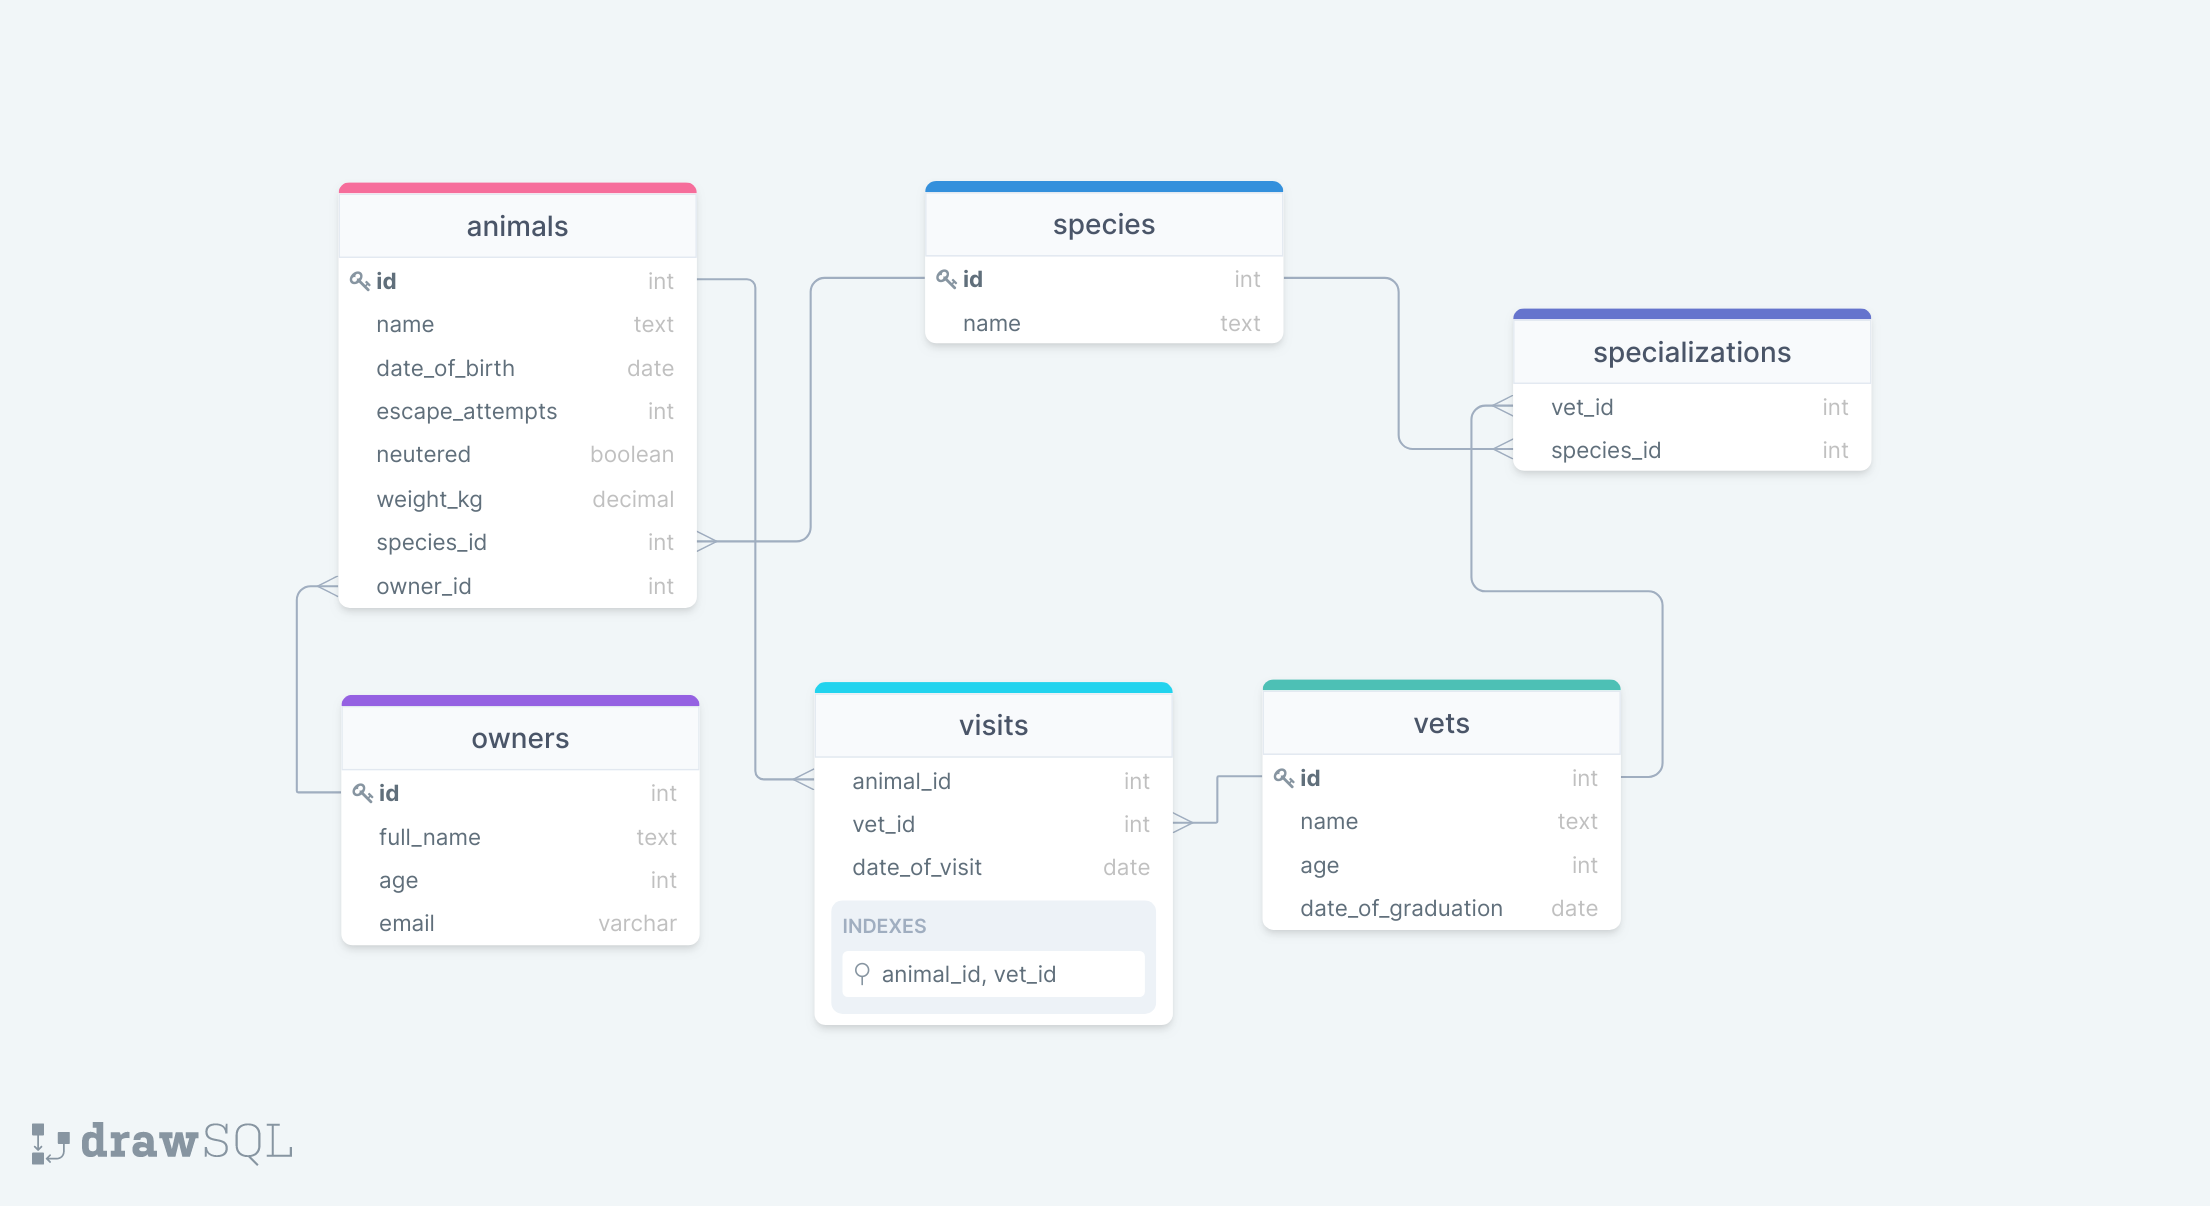 animals
id int
name text
date_of_birth date
escape_attempts int
neutered boolean
weight_kg decimal
species_id int
owner_id int
species
id int
name text
specializations
vet_id int
species_id int
owners
id int
full_name text
age int
email varchar
visits
animal_id int
vet_id int
date_of_visit date
INDEXES
animal_id, vet_id
vets
id int
name text
age int
date_of_graduation date
drawSQL